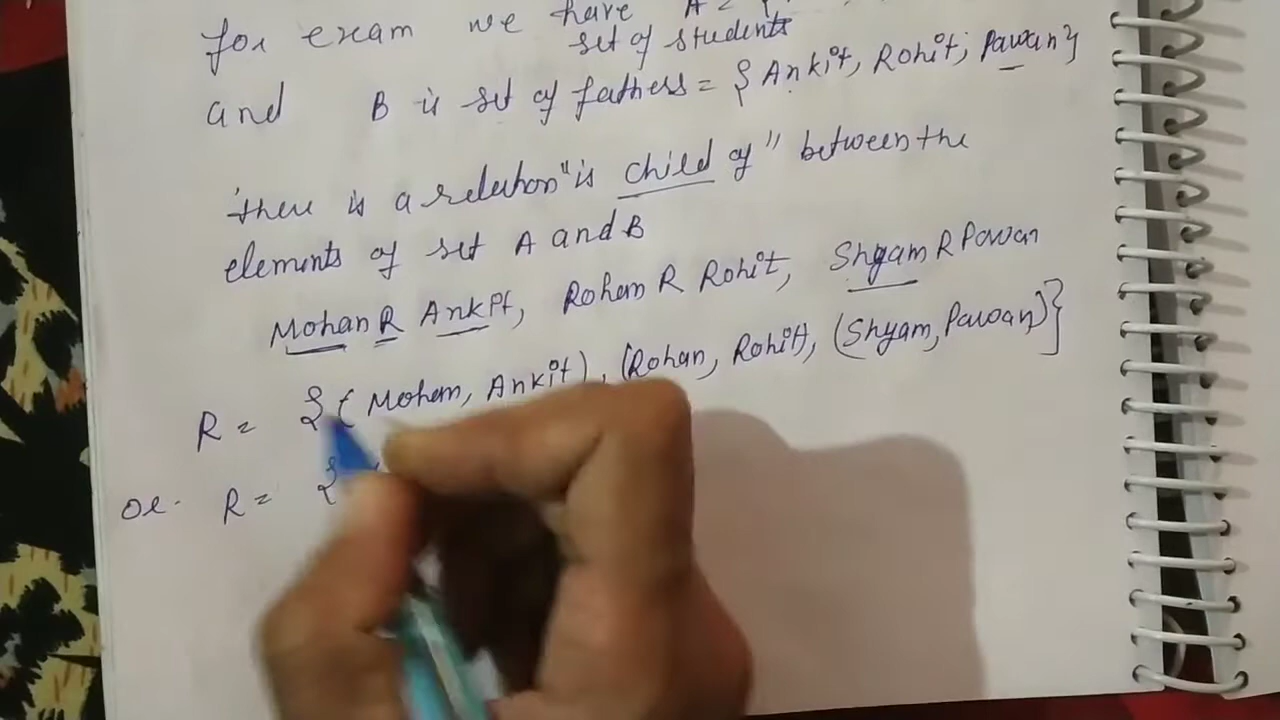 for exam we have A = {
set of students
and B is set of fathers = { Ankit, Rohit, Pawan }
there is a relation "is child of" between the
elements of set A and B
Mohan R Ankit, Rohan R Rohit, Shyam R Pawan
R = { ( Mohan, Ankit ), (Rohan, Rohit), (Shyam, Pawan) }
or R = {